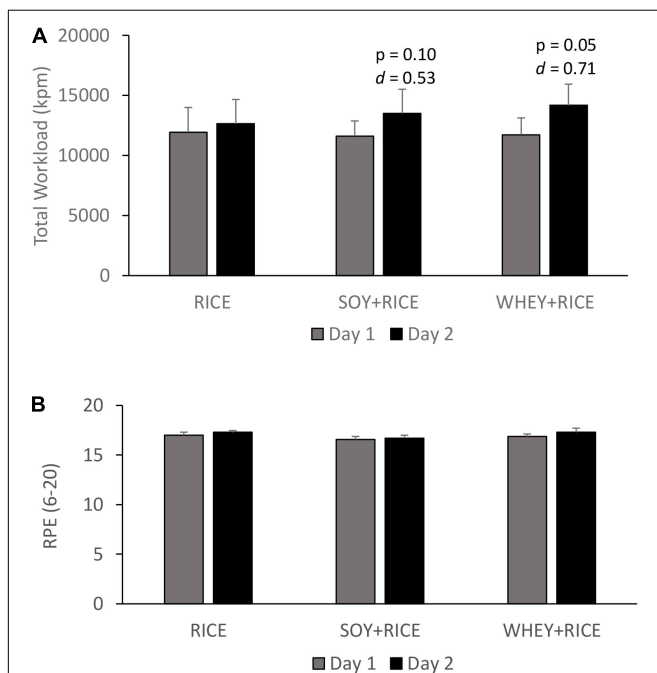 A
Total Workload (kpm)
20000
15000
10000
5000
0
p = 0.10
d = 0.53
p = 0.05
d = 0.71
RICE SOY+RICE WHEY+RICE
Day 1 Day 2
B
RPE (6-20)
20
15
10
5
0
RICE SOY+RICE WHEY+RICE
Day 1 Day 2